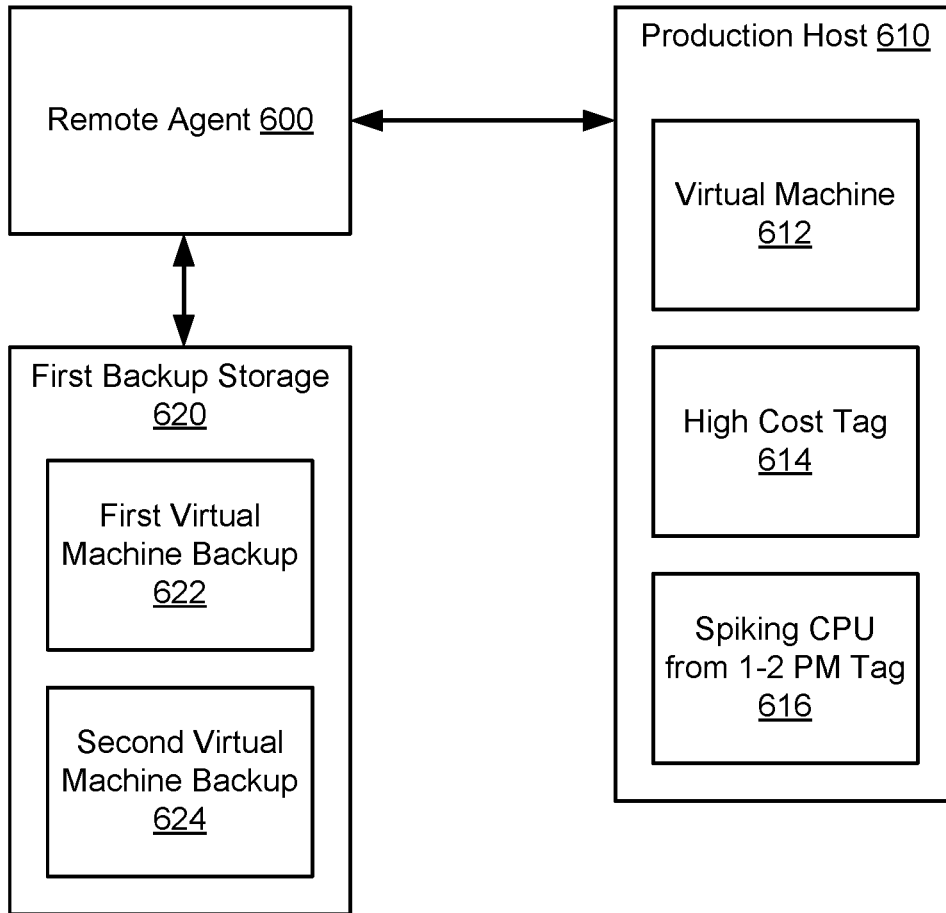 Remote Agent 600
Production Host 610
Virtual Machine
612
High Cost Tag
614
Spiking CPU
from 1-2 PM Tag
616
First Backup Storage
620
First Virtual
Machine Backup
622
Second Virtual
Machine Backup
624